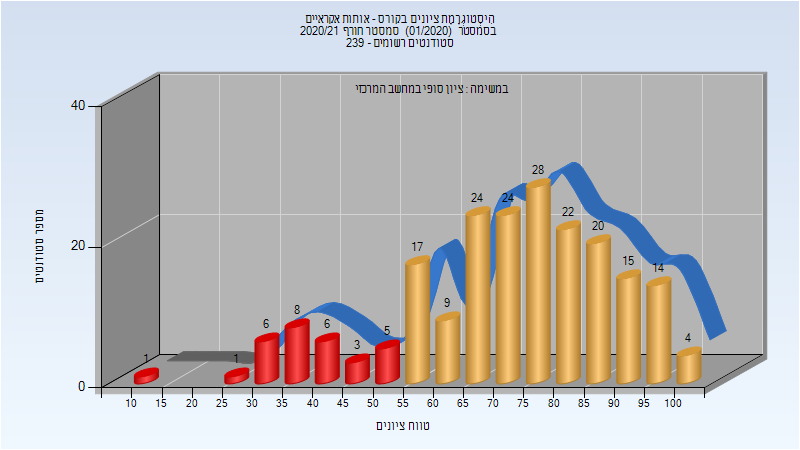 היסטוגרמת ציונים בקורס - אותות אקראיים
בסמסטר (01/2020) סמסטר חורף 2020/21
סטודנטים רשומים - 239
במשימה : ציון סופי במחשב המרכזי
מספר סטודנטים
40
20
0
1
1
6
8
6
3
5
17
9
24
24
28
22
20
15
14
4
10 15 20 25 30 35 40 45 50 55 60 65 70 75 80 85 90 95 100
טווח ציונים